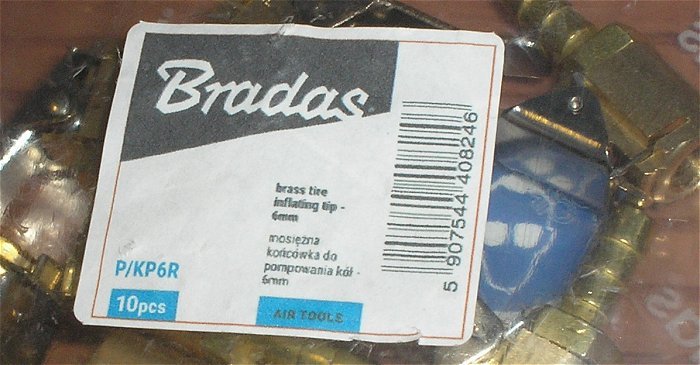 Bradas
brass tire
inflating tip -
6mm
mosiężna
końcówka do
pompowania kół -
6mm
P/KP6R
10pcs
AIR TOOLS
5 907544 408246